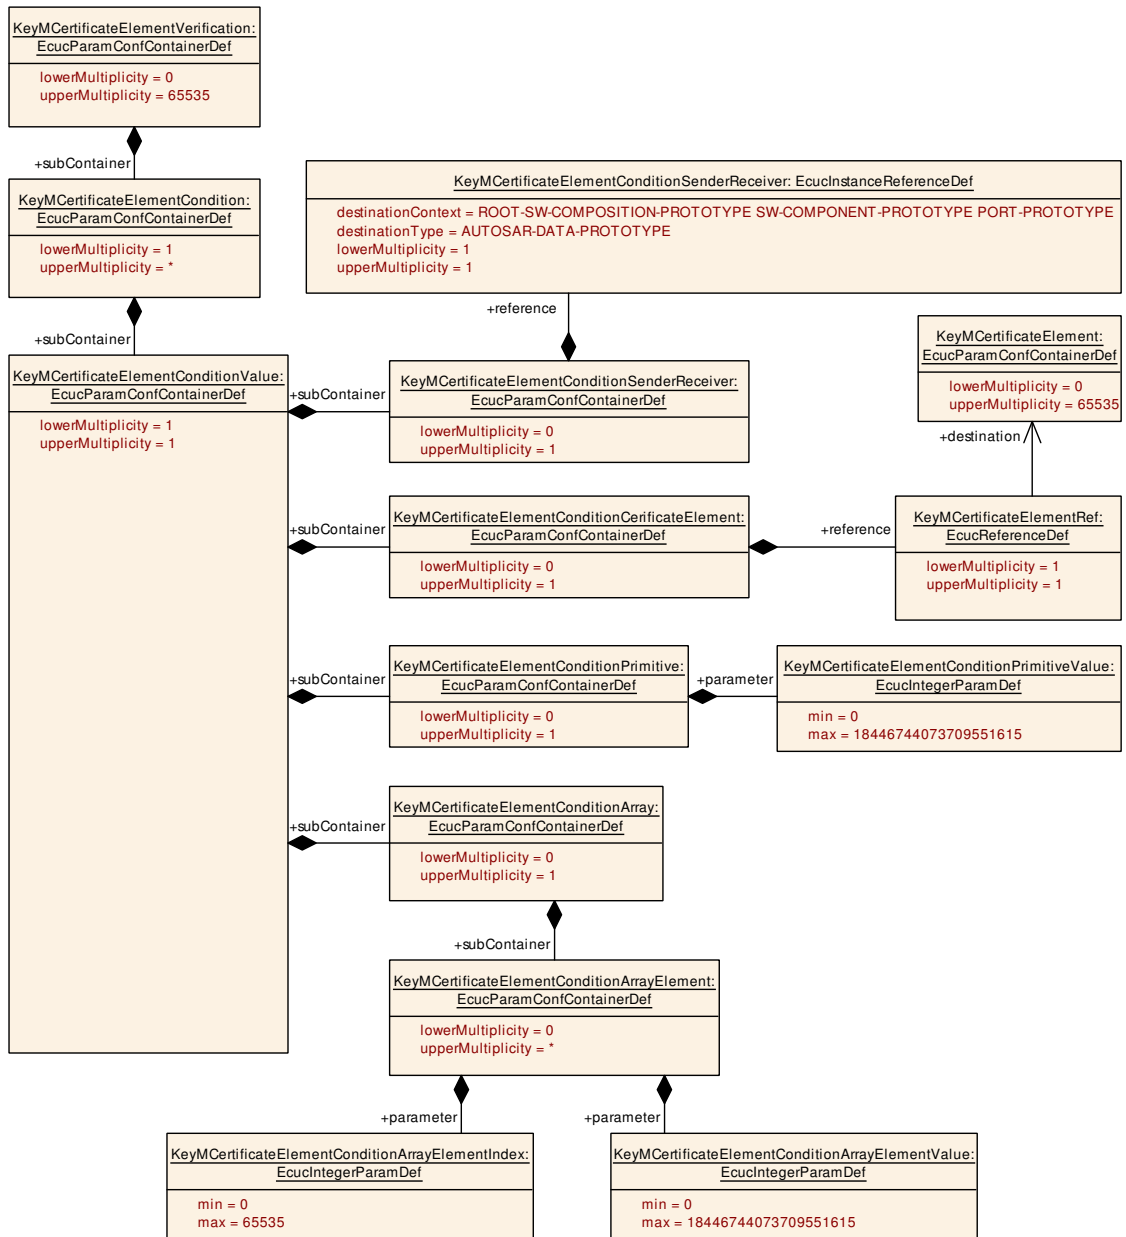 KeyMCertificateElementVerification:
EcucParamConfContainerDef
lowerMultiplicity = 0
upperMultiplicity = 65535
+subContainer
KeyMCertificateElementCondition:
EcucParamConfContainerDef
lowerMultiplicity = 1
upperMultiplicity = *
+subContainer
KeyMCertificateElementConditionValue:
EcucParamConfContainerDef
lowerMultiplicity = 1
upperMultiplicity = 1
KeyMCertificateElementConditionSenderReceiver: EcucInstanceReferenceDef
destinationContext = ROOT-SW-COMPOSITION-PROTOTYPE SW-COMPONENT-PROTOTYPE PORT-PROTOTYPE
destinationType = AUTOSAR-DATA-PROTOTYPE
lowerMultiplicity = 1
upperMultiplicity = 1
+reference
+subContainer
KeyMCertificateElementConditionSenderReceiver:
EcucParamConfContainerDef
lowerMultiplicity = 0
upperMultiplicity = 1
KeyMCertificateElement:
EcucParamConfContainerDef
lowerMultiplicity = 0
upperMultiplicity = 65535
+destination
+subContainer
KeyMCertificateElementConditionCerificateElement:
EcucParamConfContainerDef
lowerMultiplicity = 0
upperMultiplicity = 1
+reference
KeyMCertificateElementRef:
EcucReferenceDef
lowerMultiplicity = 1
upperMultiplicity = 1
+subContainer
KeyMCertificateElementConditionPrimitive:
EcucParamConfContainerDef
lowerMultiplicity = 0
upperMultiplicity = 1
+parameter
KeyMCertificateElementConditionPrimitiveValue:
EcucIntegerParamDef
min = 0
max = 18446744073709551615
+subContainer
KeyMCertificateElementConditionArray:
EcucParamConfContainerDef
lowerMultiplicity = 0
upperMultiplicity = 1
+subContainer
KeyMCertificateElementConditionArrayElement:
EcucParamConfContainerDef
lowerMultiplicity = 0
upperMultiplicity = *
+parameter
+parameter
KeyMCertificateElementConditionArrayElementIndex:
EcucIntegerParamDef
min = 0
max = 65535
KeyMCertificateElementConditionArrayElementValue:
EcucIntegerParamDef
min = 0
max = 18446744073709551615